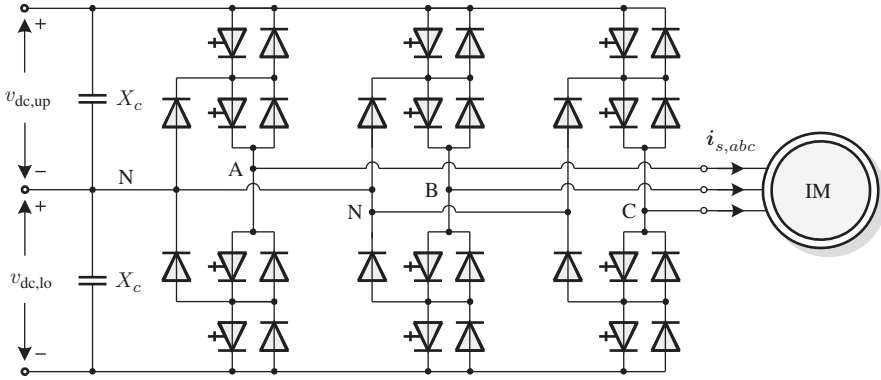 +
v_dc,up
X_c
−
N
A
i_s,abc
+
N
B
C
IM
v_dc,lo
X_c
−